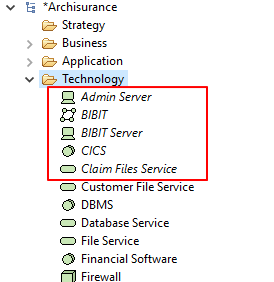 *Archisurance
Strategy
Business
Application
Technology
Admin Server
BIBIT
BIBIT Server
CICS
Claim Files Service
Customer File Service
DBMS
Database Service
File Service
Financial Software
Firewall